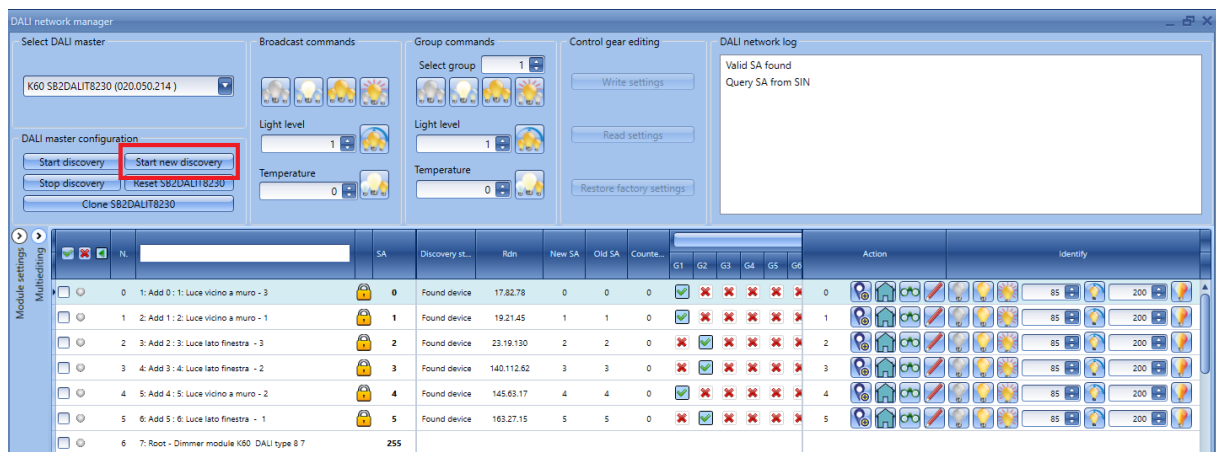 DALI network manager
Select DALI master
K60 SB2DALIT8230 (020.050.214 )
DALI master configuration
Start discovery
Start new discovery
Stop discovery
Reset SB2DALIT8230
Clone SB2DALIT8230
Broadcast commands
Light level
1
Temperature
0
Group commands
Select group
1
Light level
1
Temperature
0
Control gear editing
Write settings
Read settings
Restore factory settings
DALI network log
Valid SA found
Query SA from SIN
Module settings
Multiediting
N. SA Discovery st... Rdn New SA Old SA Counte... G1 G2 G3 G4 G5 G6 Action Identify
0 1: Add 0 : 1: Luce vicino a muro - 3 0 Found device 17.82.78 0 0 0 0 85 200
1 2: Add 1 : 2: Luce vicino a muro - 1 1 Found device 19.21.45 1 1 0 1 85 200
2 3: Add 2 : 3: Luce lato finestra - 3 2 Found device 23.19.130 2 2 0 2 85 200
3 4: Add 3 : 4: Luce lato finestra - 2 3 Found device 140.112.62 3 3 0 3 85 200
4 5: Add 4 : 5: Luce vicino a muro - 2 4 Found device 145.63.17 4 4 0 4 85 200
5 6: Add 5 : 6: Luce lato finestra - 1 5 Found device 163.27.15 5 5 0 5 85 200
6 7: Root - Dimmer module K60 DALI type 8 7 255